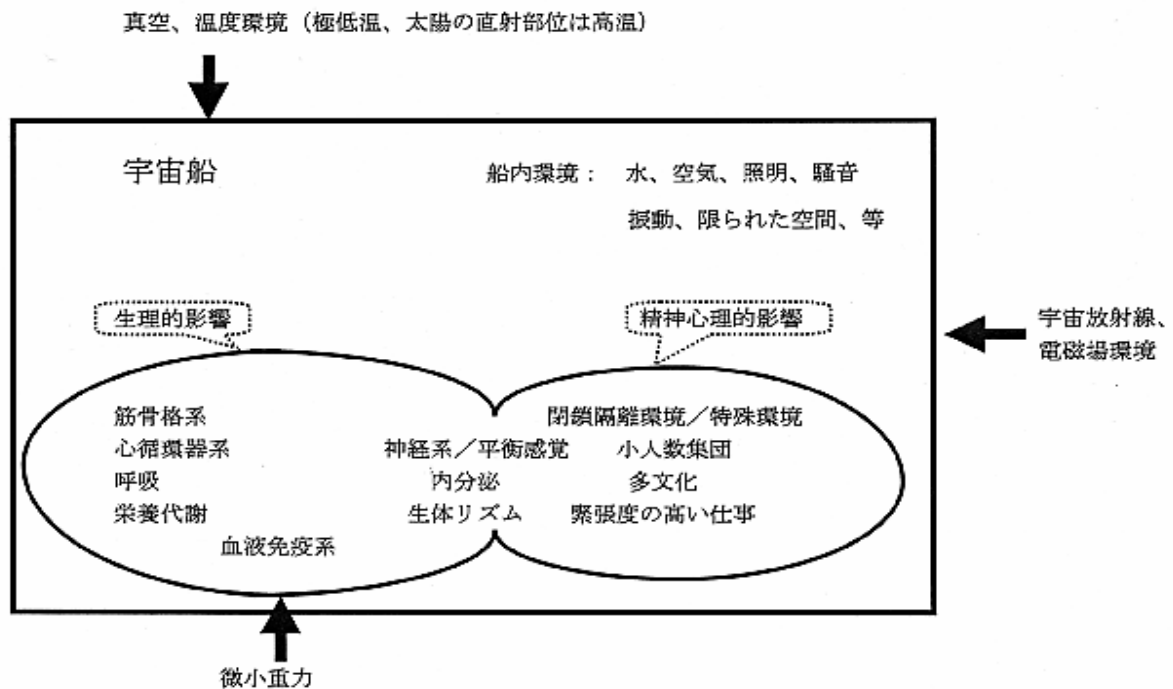 真空、温度環境（極低温、太陽の直射部位は高温）
宇宙船
船内環境： 水、空気、照明、騒音
振動、限られた空間、等
生理的影響
精神心理的影響
宇宙放射線、
電磁場環境
筋骨格系
心循環器系
呼吸
栄養代謝
血液免疫系
神経系／平衡感覚
内分泌
生体リズム
閉鎖隔離環境／特殊環境
小人数集団
多文化
緊張度の高い仕事
微小重力